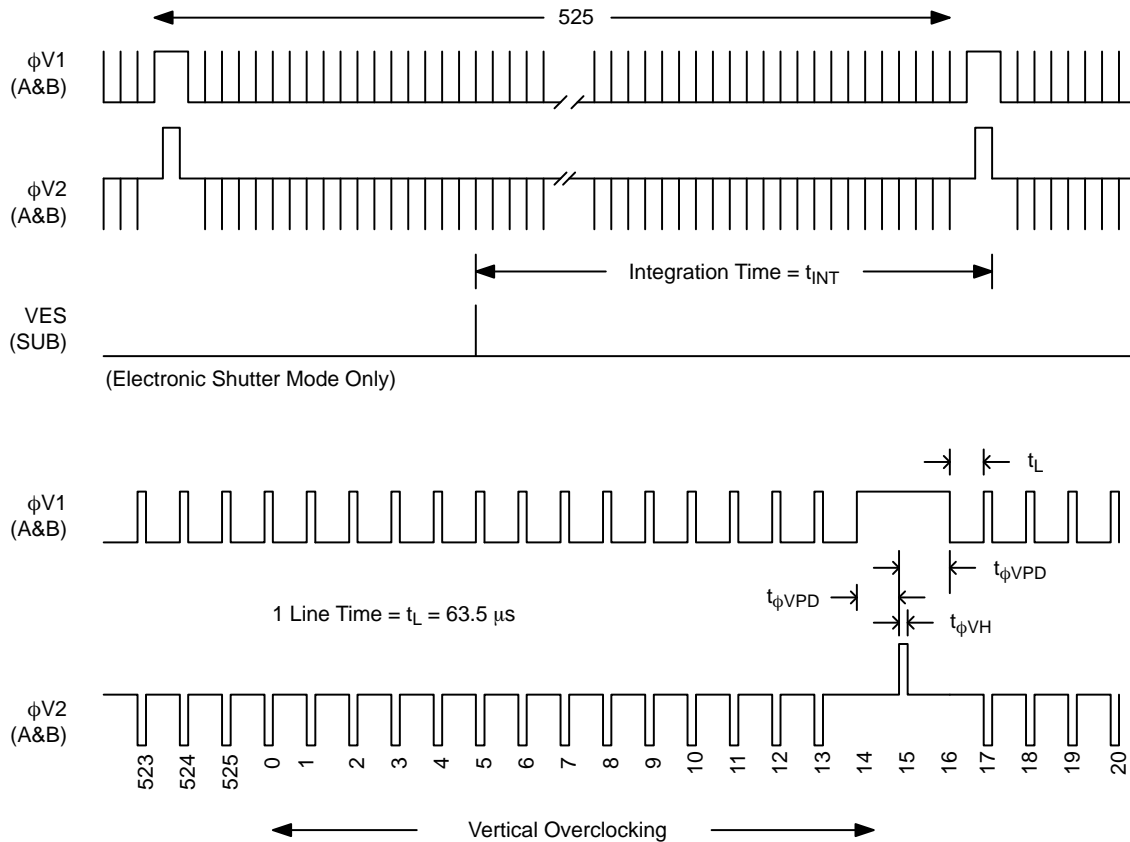 525
ϕV1
(A&B)
ϕV2
(A&B)
Integration Time = tINT
VES
(SUB)
(Electronic Shutter Mode Only)
tL
ϕV1
(A&B)
tϕVPD
tϕVPD
1 Line Time = tL = 63.5 μs
tϕVH
ϕV2
(A&B)
523 524 525 0 1 2 3 4 5 6 7 8 9 10 11 12 13 14 15 16 17 18 19 20
Vertical Overclocking